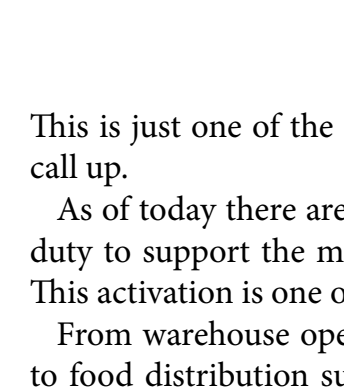 This is just one of the
call up.
As of today there are
duty to support the m
This activation is one o
From warehouse ope
to food distribution su